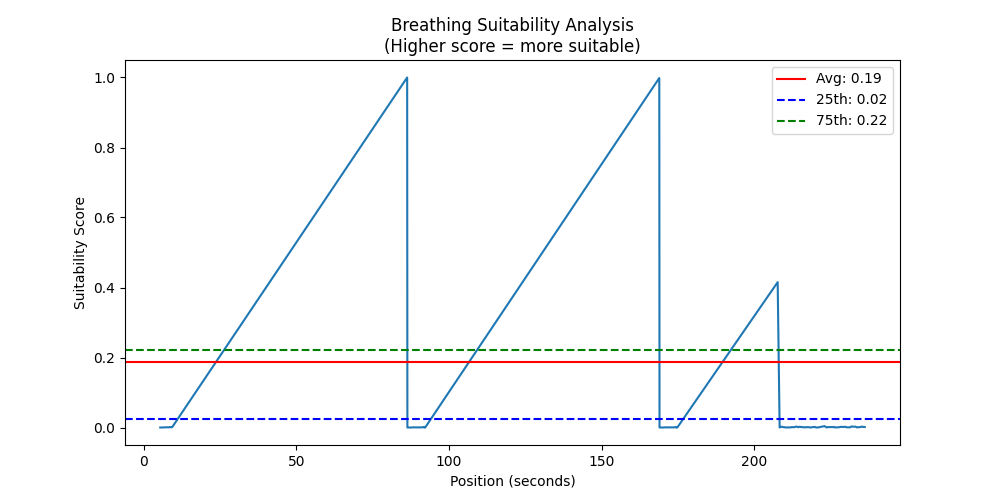 Breathing Suitability Analysis
(Higher score = more suitable)
Avg: 0.19
25th: 0.02
75th: 0.22
Suitability Score
1.0
0.8
0.6
0.4
0.2
0.0
0 50 100 150 200
Position (seconds)